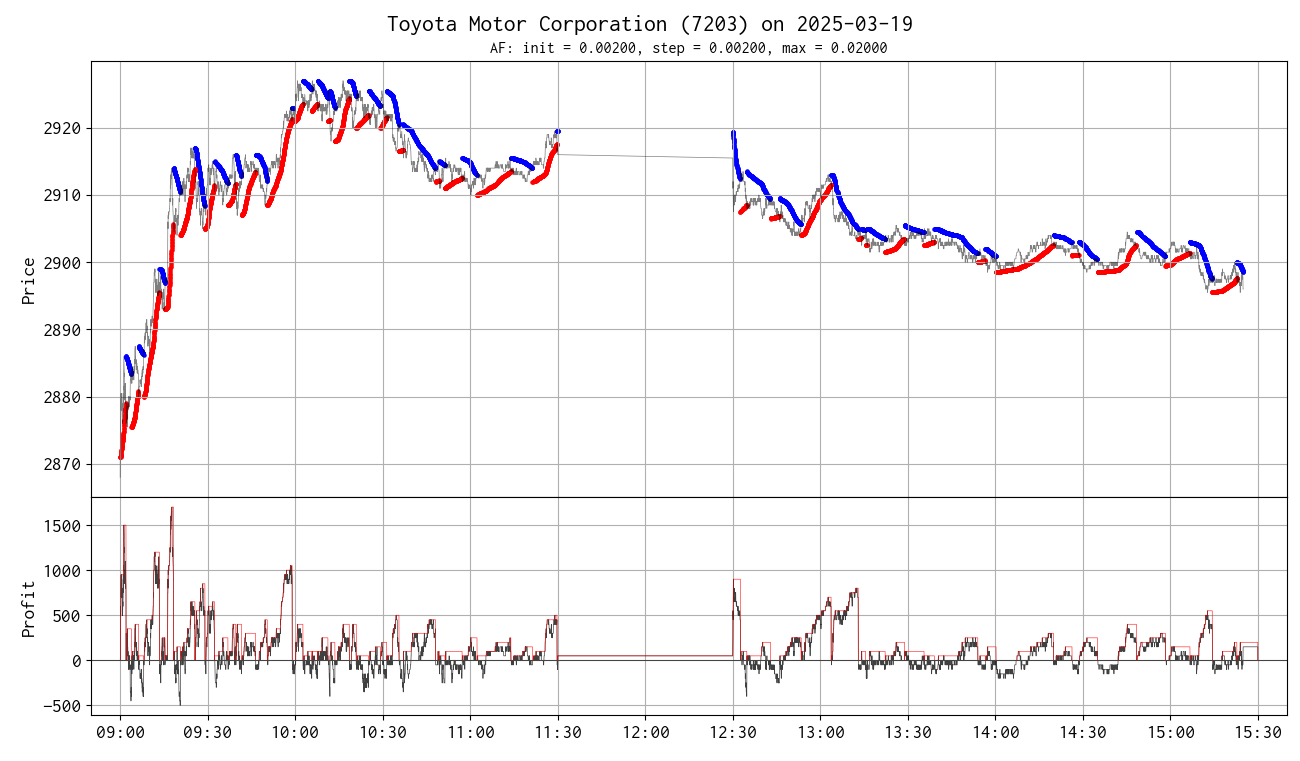 Toyota Motor Corporation (7203) on 2025-03-19
AF: init = 0.00200, step = 0.00200, max = 0.02000
Price
2920
2910
2900
2890
2880
2870
Profit
1500
1000
500
0
−500
09:00 09:30 10:00 10:30 11:00 11:30 12:00 12:30 13:00 13:30 14:00 14:30 15:00 15:30